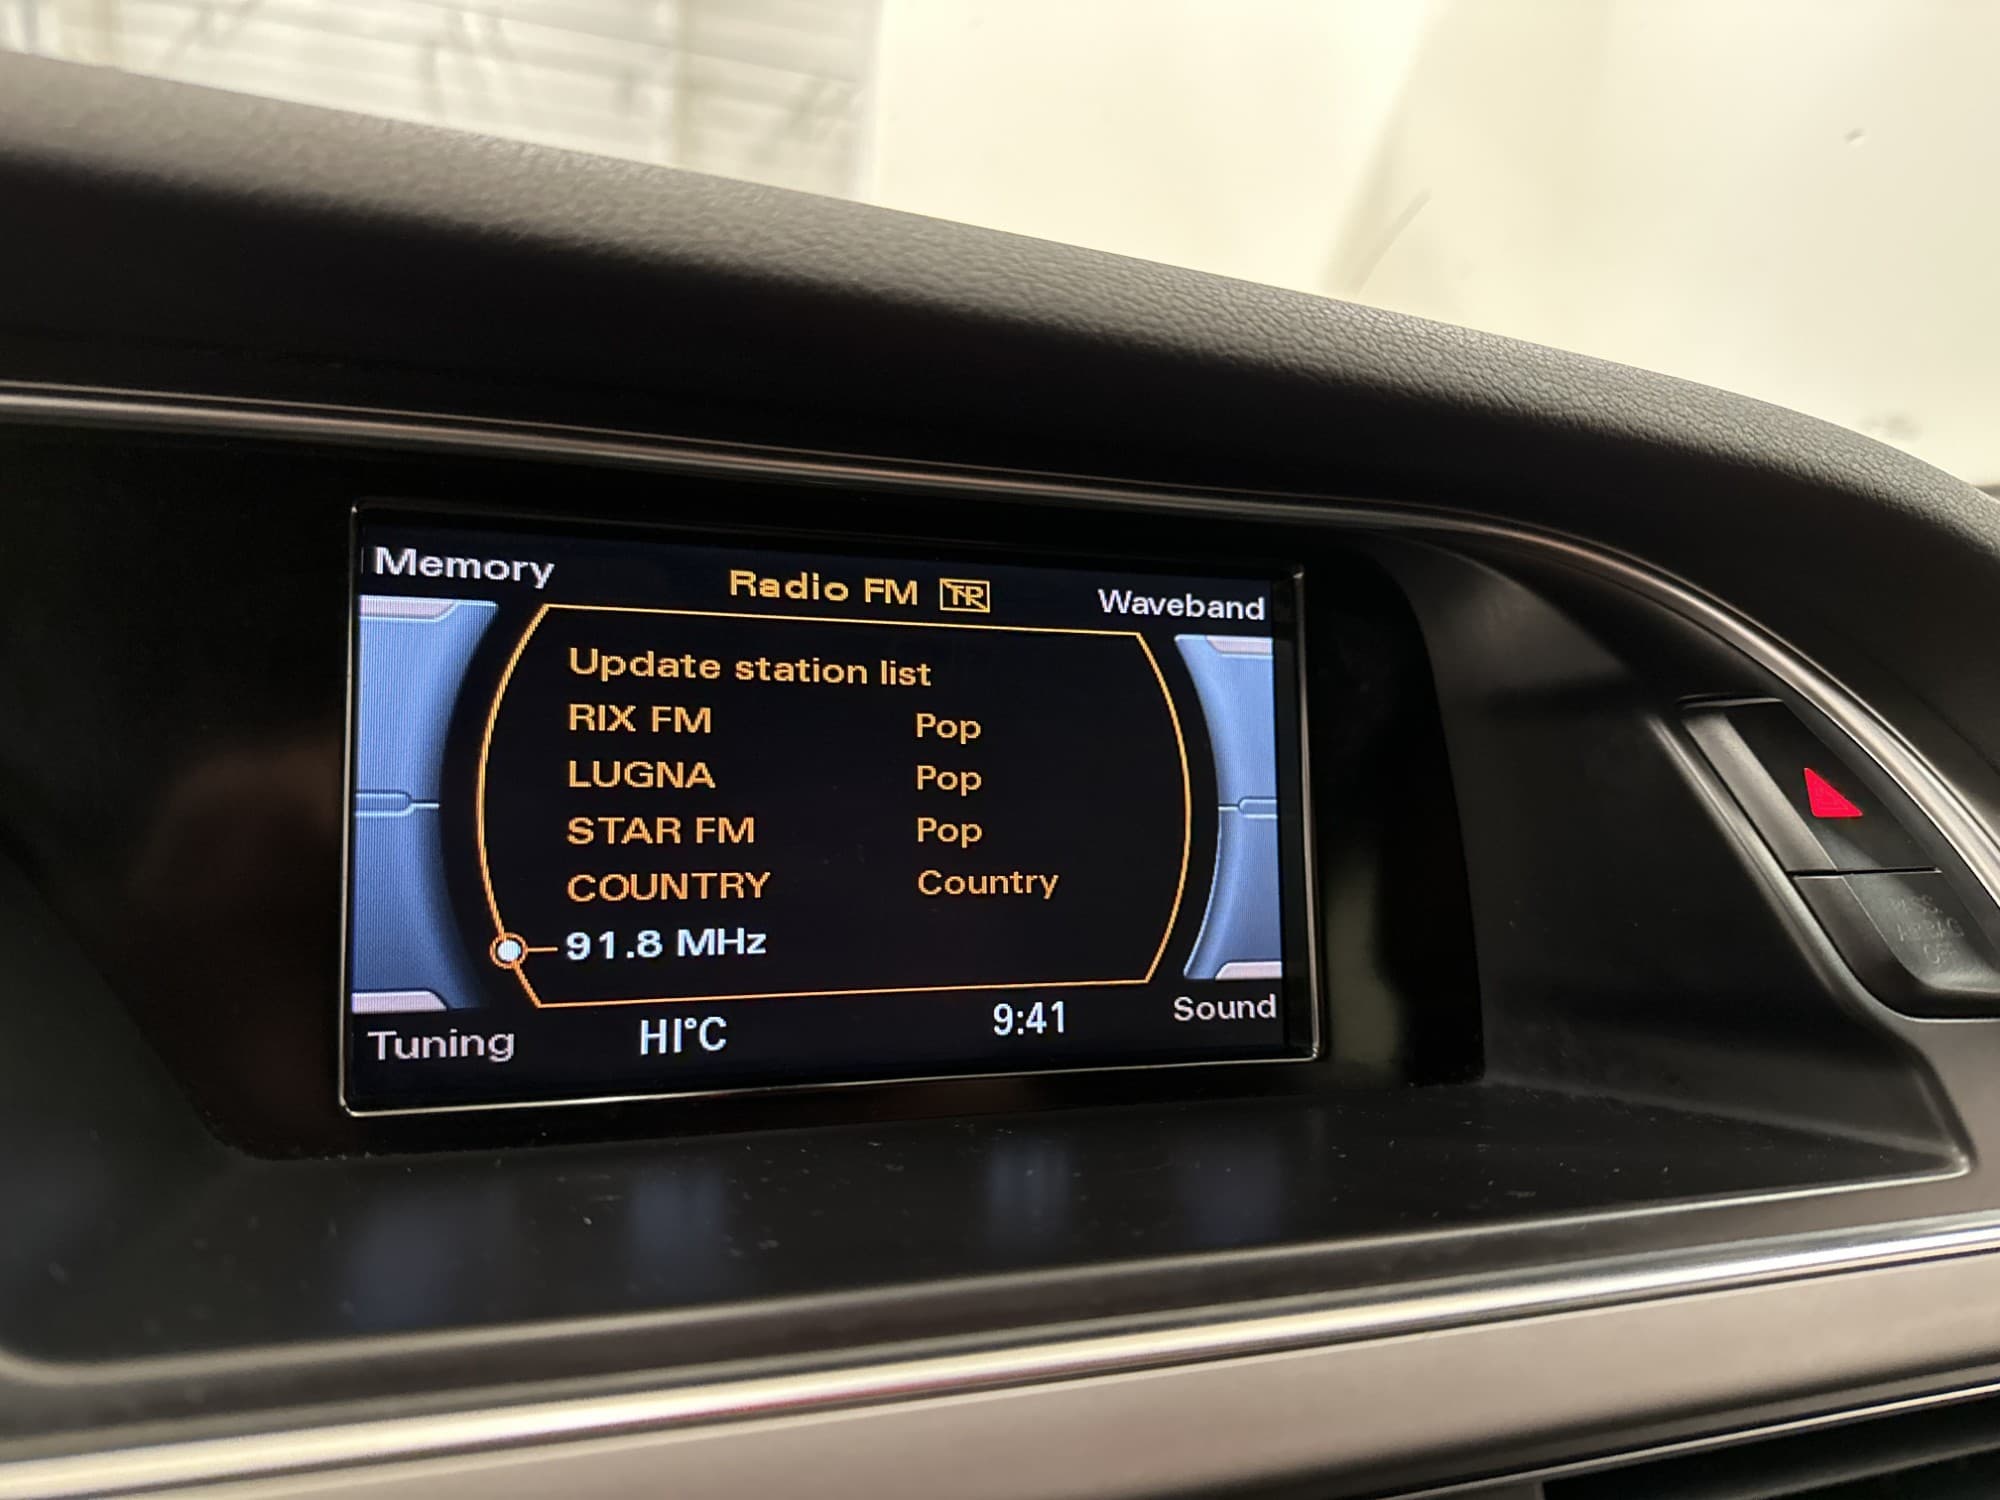 Memory
Radio FM TP
Waveband
Update station list
RIX FM Pop
LUGNA Pop
STAR FM Pop
COUNTRY Country
91.8 MHz
Tuning
HI°C
9:41
Sound